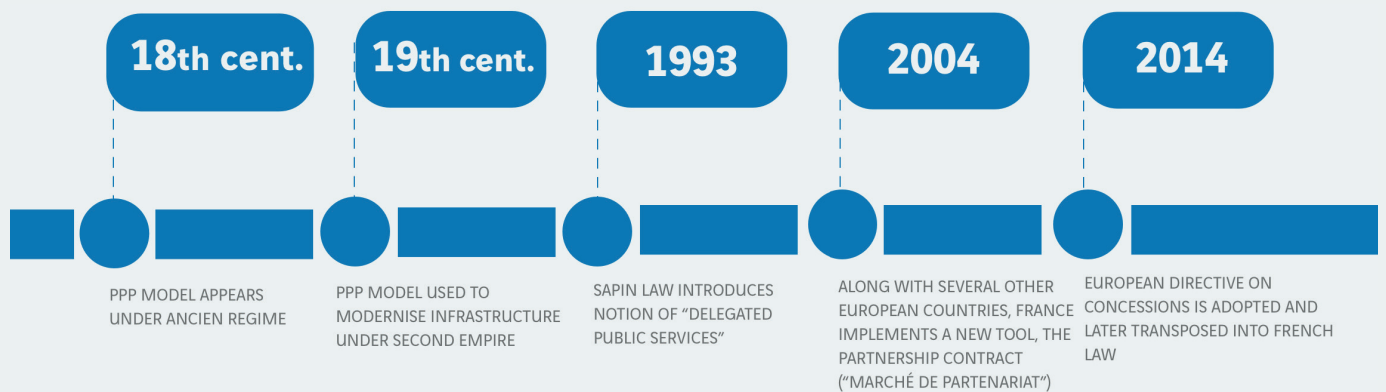 18th cent.
19th cent.
1993
2004
2014
PPP MODEL APPEARS
UNDER ANCIEN REGIME
PPP MODEL USED TO
MODERNISE INFRASTRUCTURE
UNDER SECOND EMPIRE
SAPIN LAW INTRODUCES
NOTION OF “DELEGATED
PUBLIC SERVICES”
ALONG WITH SEVERAL OTHER
EUROPEAN COUNTRIES, FRANCE
IMPLEMENTS A NEW TOOL, THE
PARTNERSHIP CONTRACT
(“MARCHÉ DE PARTENARIAT”)
EUROPEAN DIRECTIVE ON
CONCESSIONS IS ADOPTED AND
LATER TRANSPOSED INTO FRENCH
LAW